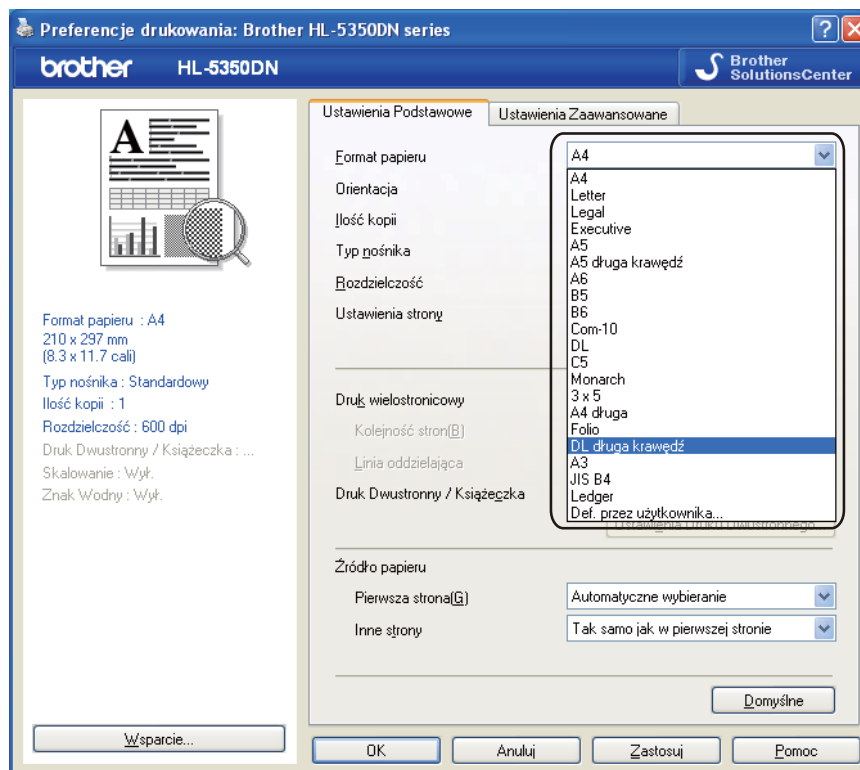 Preferencje drukowania: Brother HL-5350DN series
brother HL-5350DN
Brother
SolutionsCenter
A
Format papieru : A4
210 x 297 mm
(8.3 x 11.7 cali)
Typ nośnika : Standardowy
Ilość kopii : 1
Rozdzielczość : 600 dpi
Druk Dwustronny / Książeczka : ...
Skalowanie : Wył.
Znak Wodny : Wył.
Wsparcie...
Ustawienia Podstawowe
Ustawienia Zaawansowane
Format papieru
A4
Orientacja
Ilość kopii
Typ nośnika
Rozdzielczość
Ustawienia strony
A4
Letter
Legal
Executive
A5
A5 długa krawędź
A6
B5
B6
Com-10
DL
C5
Monarch
3 x 5
A4 długa
Folio
DL długa krawędź
A3
JIS B4
Ledger
Def. przez użytkownika...
Druk wielostronicowy
Kolejność stron(B)
Linia oddzielająca
Druk Dwustronny / Książeczka
Ustawienia Druku Dwustronnego...
Źródło papieru
Pierwsza strona(G)
Automatyczne wybieranie
Inne strony
Tak samo jak w pierwszej stronie
Domyślne
OK
Anuluj
Zastosuj
Pomoc